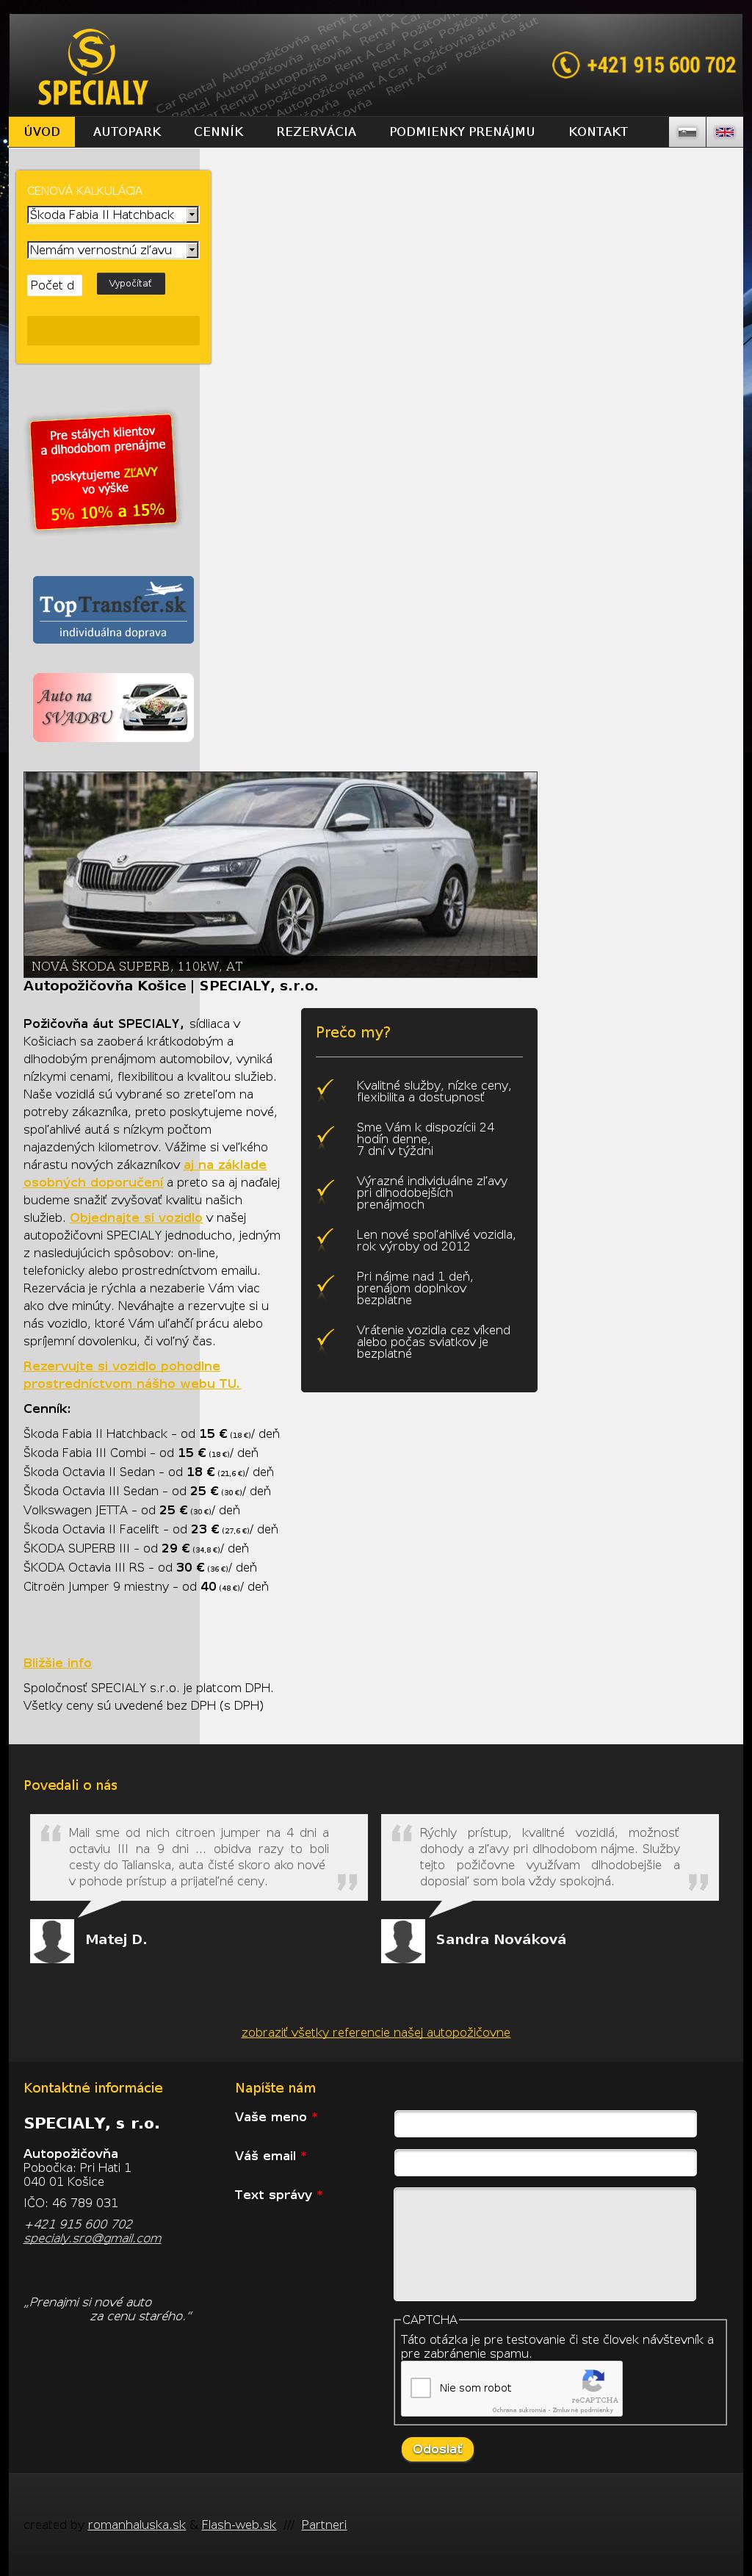 SPECIALY
+421 915 600 702
ÚVOD AUTOPARK CENNÍK REZERVÁCIA PODMIENKY PRENÁJMU KONTAKT
CENOVÁ KALKULÁCIA
Škoda Fabia II Hatchback
Nemám vernostnú zľavu
Počet d Vypočítať
Pre stálych klientov
a dlhodobom prenájme
poskytujeme ZĽAVY
vo výške
5% 10% a 15%
TopTransfer.sk
individuálna doprava
Auto na
SVADBU
NOVÁ ŠKODA SUPERB, 110kW, AT
Autopožičovňa Košice | SPECIALY, s.r.o.
Požičovňa áut SPECIALY, sídliaca v
Košiciach sa zaoberá krátkodobým a
dlhodobým prenájmom automobilov, vyniká
nízkymi cenami, flexibilitou a kvalitou služieb.
Naše vozidlá sú vybrané so zreteľom na
potreby zákazníka, preto poskytujeme nové,
spoľahlivé autá s nízkym počtom
najazdených kilometrov. Vážime si veľkého
nárastu nových zákazníkov aj na základe
osobných doporučení a preto sa aj naďalej
budeme snažiť zvyšovať kvalitu našich
služieb. Objednajte si vozidlo v našej
autopožičovni SPECIALY jednoducho, jedným
z nasledujúcich spôsobov: on-line,
telefonicky alebo prostredníctvom emailu.
Rezervácia je rýchla a nezaberie Vám viac
ako dve minúty. Neváhajte a rezervujte si u
nás vozidlo, ktoré Vám uľahčí prácu alebo
spríjemní dovolenku, či voľný čas.
Rezervujte si vozidlo pohodlne
prostredníctvom nášho webu TU.
Cenník:
Škoda Fabia II Hatchback – od 15 € (18 €)/ deň
Škoda Fabia III Combi – od 15 € (18 €)/ deň
Škoda Octavia II Sedan – od 18 € (21,6 €)/ deň
Škoda Octavia III Sedan – od 25 € (30 €)/ deň
Volkswagen JETTA – od 25 € (30 €)/ deň
Škoda Octavia II Facelift – od 23 € (27,6 €)/ deň
ŠKODA SUPERB III – od 29 € (34,8 €)/ deň
ŠKODA Octavia III RS – od 30 € (36 €)/ deň
Citroën Jumper 9 miestny – od 40 (48 €)/ deň
Bližšie info
Spoločnosť SPECIALY s.r.o. je platcom DPH.
Všetky ceny sú uvedené bez DPH (s DPH)
Prečo my?
Kvalitné služby, nízke ceny,
flexibilita a dostupnosť
Sme Vám k dispozícii 24
hodín denne,
7 dní v týždni
Výrazné individuálne zľavy
pri dlhodobejších
prenájmoch
Len nové spoľahlivé vozidla,
rok výroby od 2012
Pri nájme nad 1 deň,
prenájom doplnkov
bezplatne
Vrátenie vozidla cez víkend
alebo počas sviatkov je
bezplatné
Povedali o nás
Mali sme od nich citroen jumper na 4 dni a
octaviu III na 9 dni ... obidva razy to boli
cesty do Talianska, auta čisté skoro ako nové
v pohode prístup a prijateľné ceny.
Matej D.
Rýchly prístup, kvalitné vozidlá, možnosť
dohody a zľavy pri dlhodobom nájme. Služby
tejto požičovne využívam dlhodobejšie a
doposiaľ som bola vždy spokojná.
Sandra Nováková
zobraziť všetky referencie našej autopožičovne
Kontaktné informácie
SPECIALY, s r.o.
Autopožičovňa
Pobočka: Pri Hati 1
040 01 Košice
IČO: 46 789 031
+421 915 600 702
specialy.sro@gmail.com
„Prenajmi si nové auto
za cenu starého.“
Napíšte nám
Vaše meno *
Váš email *
Text správy *
CAPTCHA
Táto otázka je pre testovanie či ste človek návštevník a
pre zabránenie spamu.
Nie som robot
reCAPTCHA
Ochrana súkromia - Zmluvné podmienky
Odoslať
created by romanhaluska.sk & Flash-web.sk /// Partneri